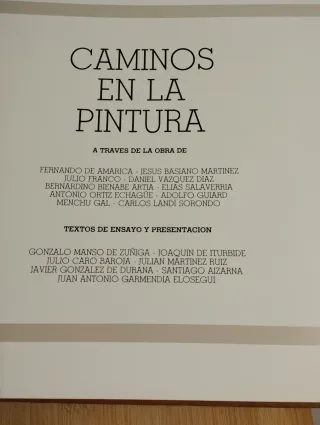 CAMINOS
EN LA
PINTURA
A TRAVES DE LA OBRA DE
FERNANDO DE AMARICA - JESUS BASIANO MARTINEZ
JULIO FRANCO - DANIEL VAZQUEZ DIAZ
BERNARDINO BIENABE ARTIA - ELIAS SALAVERRIA
ANTONIO ORTIZ ECHAGÜE - ADOLFO GUIARD
MENCHU GAL - CARLOS LANDI SORONDO
TEXTOS DE ENSAYO Y PRESENTACION
GONZALO MANSO DE ZUÑIGA - JOAQUIN DE ITURBIDE
JULIO CARO BAROJA - JULIAN MARTINEZ RUIZ
JAVIER GONZALEZ DE DURANA - SANTIAGO AIZARNA
JUAN ANTONIO GARMENDIA ELOSEGUI